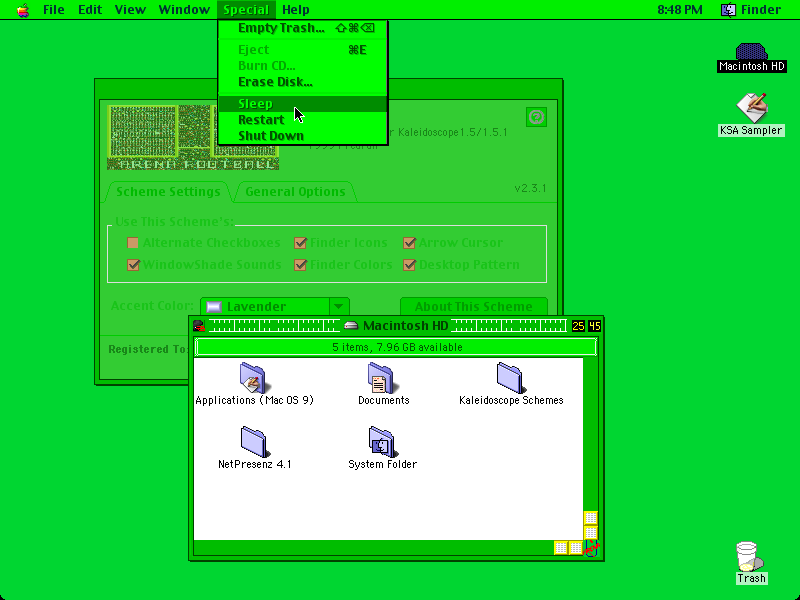 File Edit View Window Special Help 8:48 PM Finder
Empty Trash... ⇧⌘⌫
Eject ⌘E
Burn CD...
Erase Disk...
Sleep
Restart
Shut Down
Macintosh HD
KSA Sampler
Kaleidoscope1.5/1.5.1
ARENA FOOTBALL
Scheme Settings General Options v2.3.1
Use This Scheme's:
Alternate Checkboxes Finder Icons Arrow Cursor
WindowShade Sounds Finder Colors Desktop Pattern
Accent Color: Lavender About This Scheme
Registered To:
Macintosh HD 25 45
5 items, 7.96 GB available
Applications (Mac OS 9) Documents Kaleidoscope Schemes
NetPresenz 4.1 System Folder
Trash